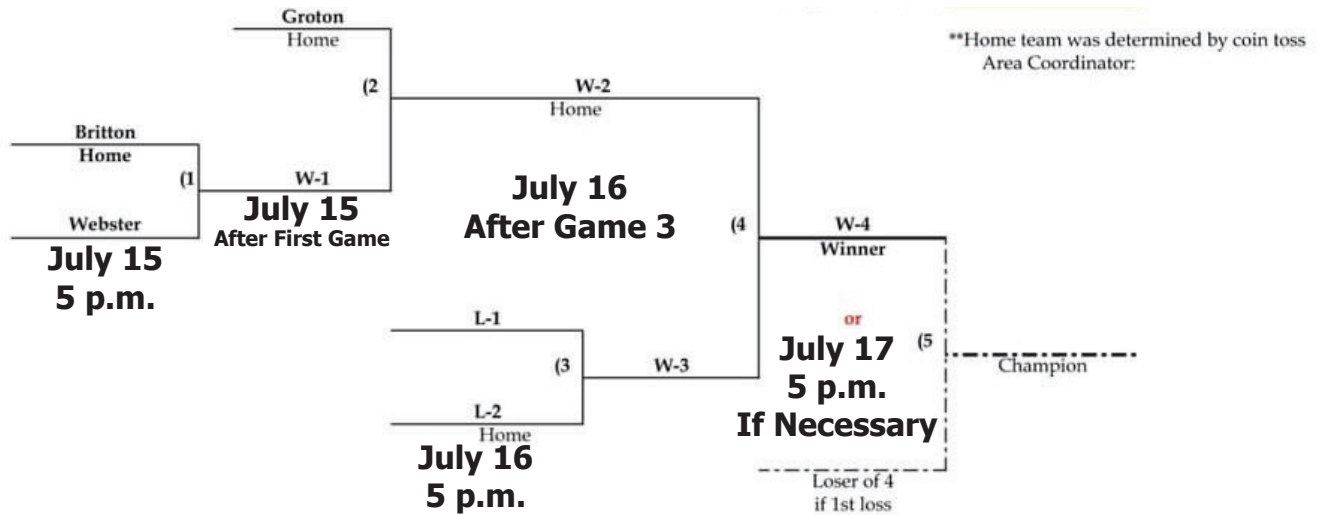 Groton
Home
**Home team was determined by coin toss
Area Coordinator:
(2
W-2
Home
Britton
Home
(1
W-1
July 15
After First Game
Webster
July 15
5 p.m.
July 16
After Game 3
(4
W-4
Winner
L-1
(3
W-3
L-2
Home
July 16
5 p.m.
or
July 17
5 p.m.
If Necessary
(5
Champion
Loser of 4
if 1st loss